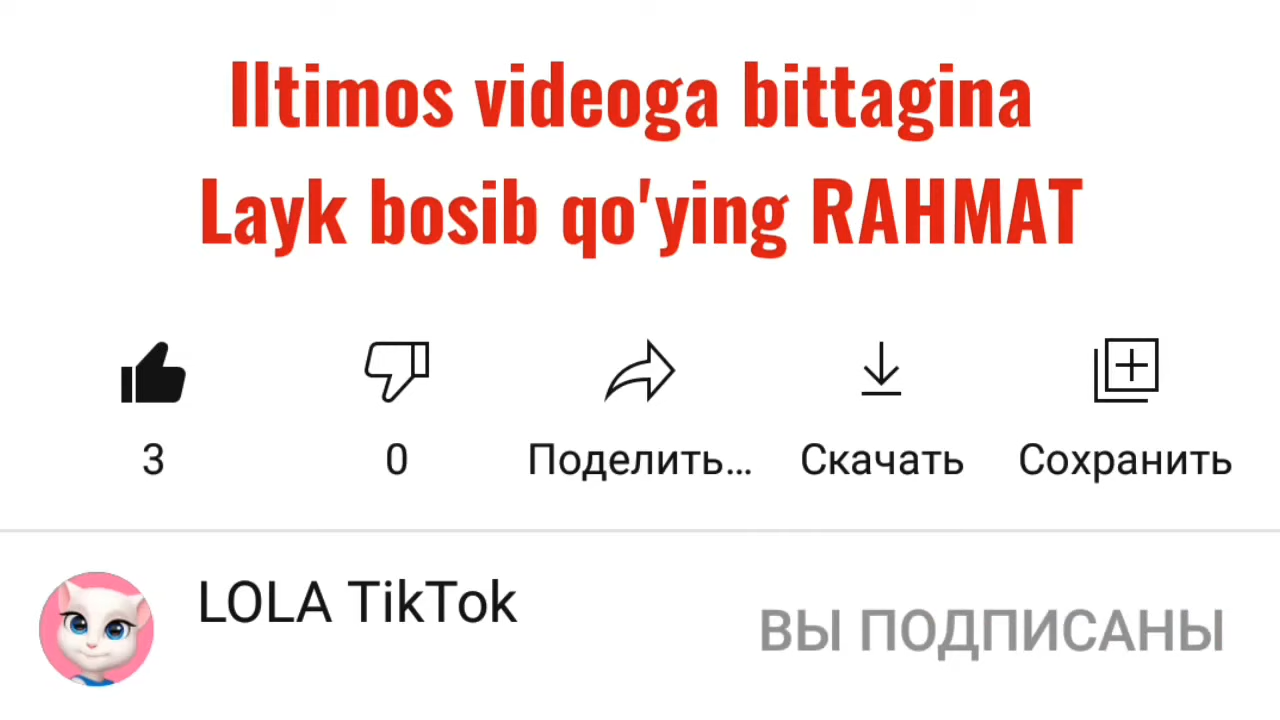 Iltimos videoga bittagina
Layk bosib qo'ying RAHMAT
3 0 Поделить... Скачать Сохранить
LOLA TikTok ВЫ ПОДПИСАНЫ